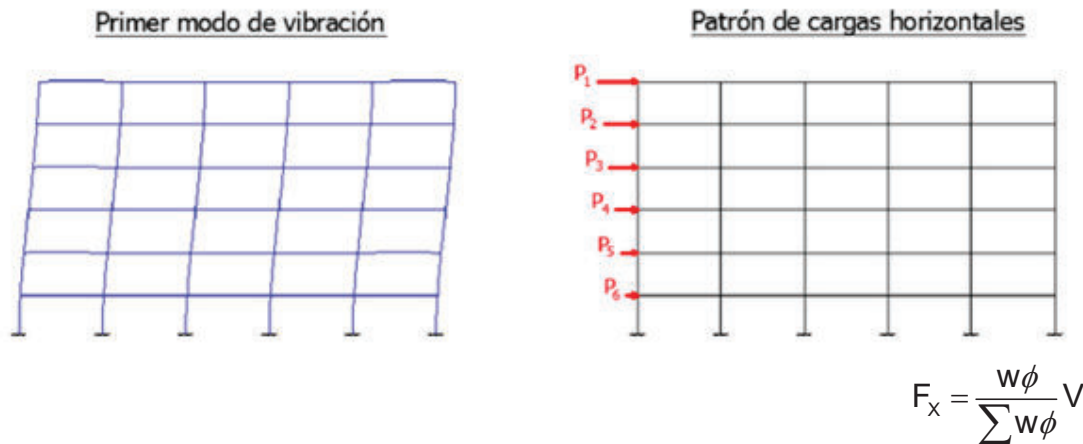 Primer modo de vibración
Patrón de cargas horizontales
P₁
P₂
P₃
P₄
P₅
P₆
Fₓ = wϕ / ∑wϕ V